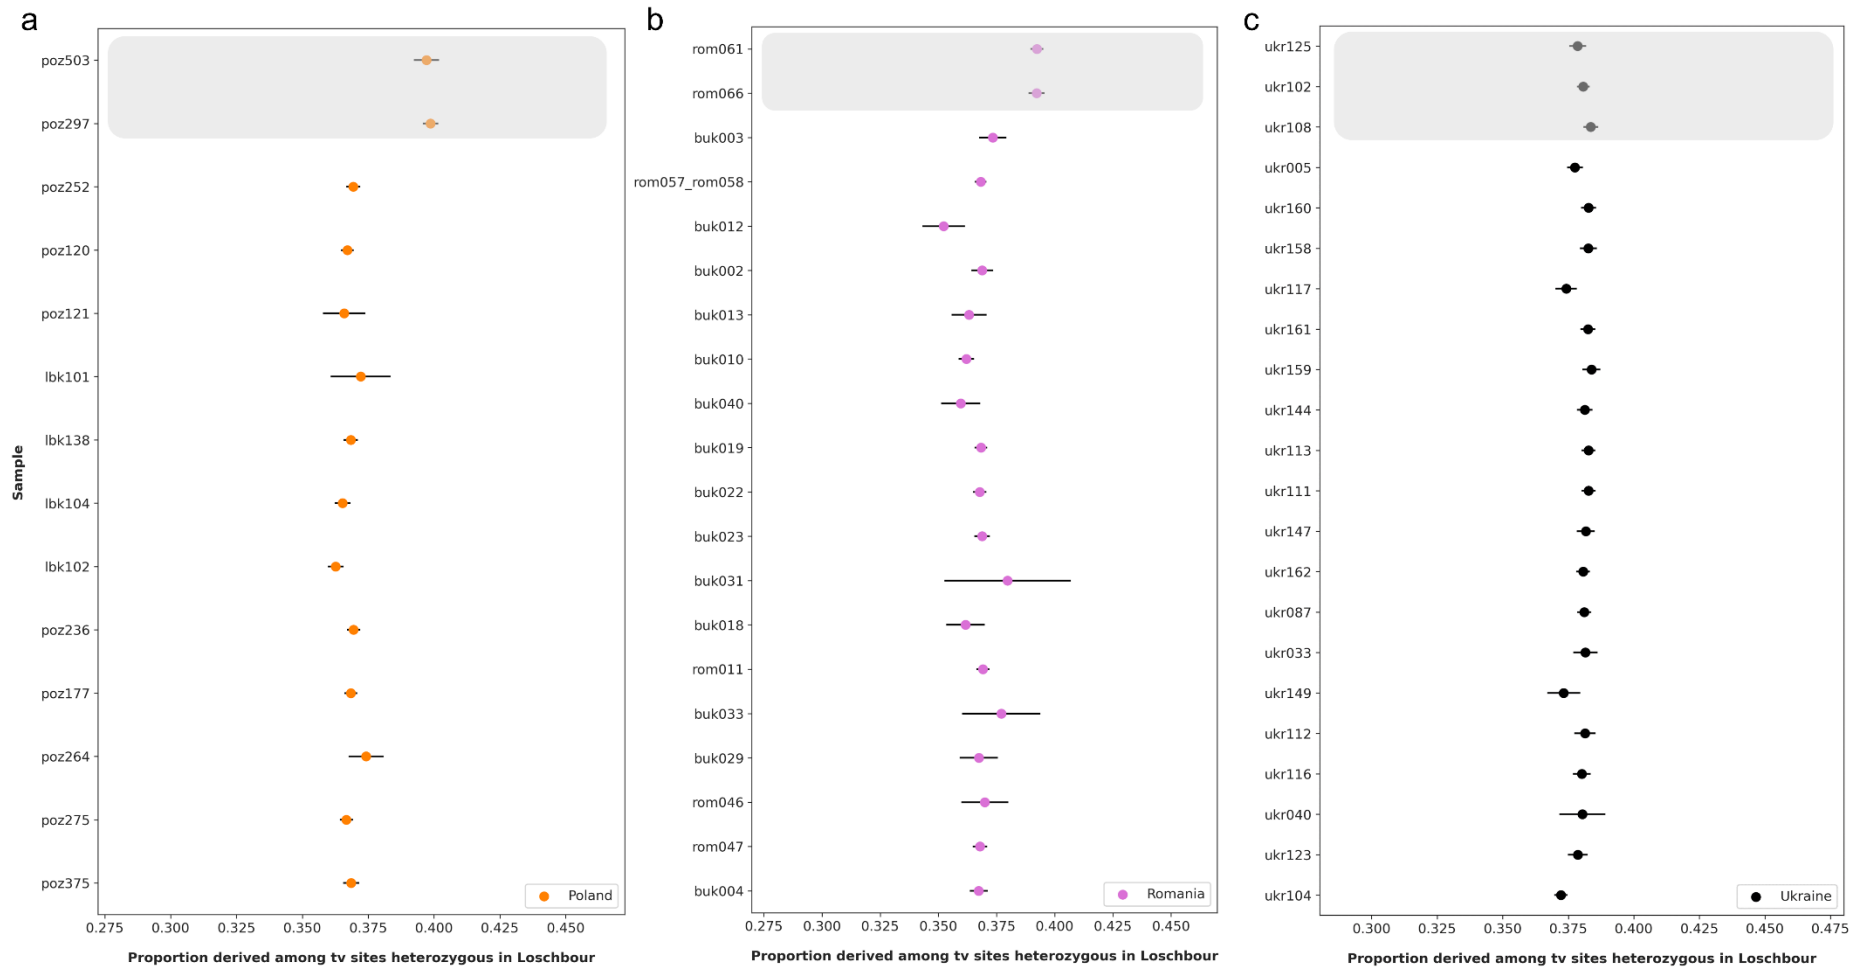 a
poz503
poz297
poz252
poz120
poz121
lbk101
lbk138
lbk104
lbk102
poz236
poz177
poz264
poz275
poz375
Sample
Poland
0.275 0.300 0.325 0.350 0.375 0.400 0.425 0.450
Proportion derived among tv sites heterozygous in Loschbour
b
rom061
rom066
buk003
rom057_rom058
buk012
buk002
buk013
buk010
buk040
buk019
buk022
buk023
buk031
buk018
rom011
buk033
buk029
rom046
rom047
buk004
Romania
0.275 0.300 0.325 0.350 0.375 0.400 0.425 0.450
Proportion derived among tv sites heterozygous in Loschbour
c
ukr125
ukr102
ukr108
ukr005
ukr160
ukr158
ukr117
ukr161
ukr159
ukr144
ukr113
ukr111
ukr147
ukr162
ukr087
ukr033
ukr149
ukr112
ukr116
ukr040
ukr123
ukr104
Ukraine
0.300 0.325 0.350 0.375 0.400 0.425 0.450 0.475
Proportion derived among tv sites heterozygous in Loschbour